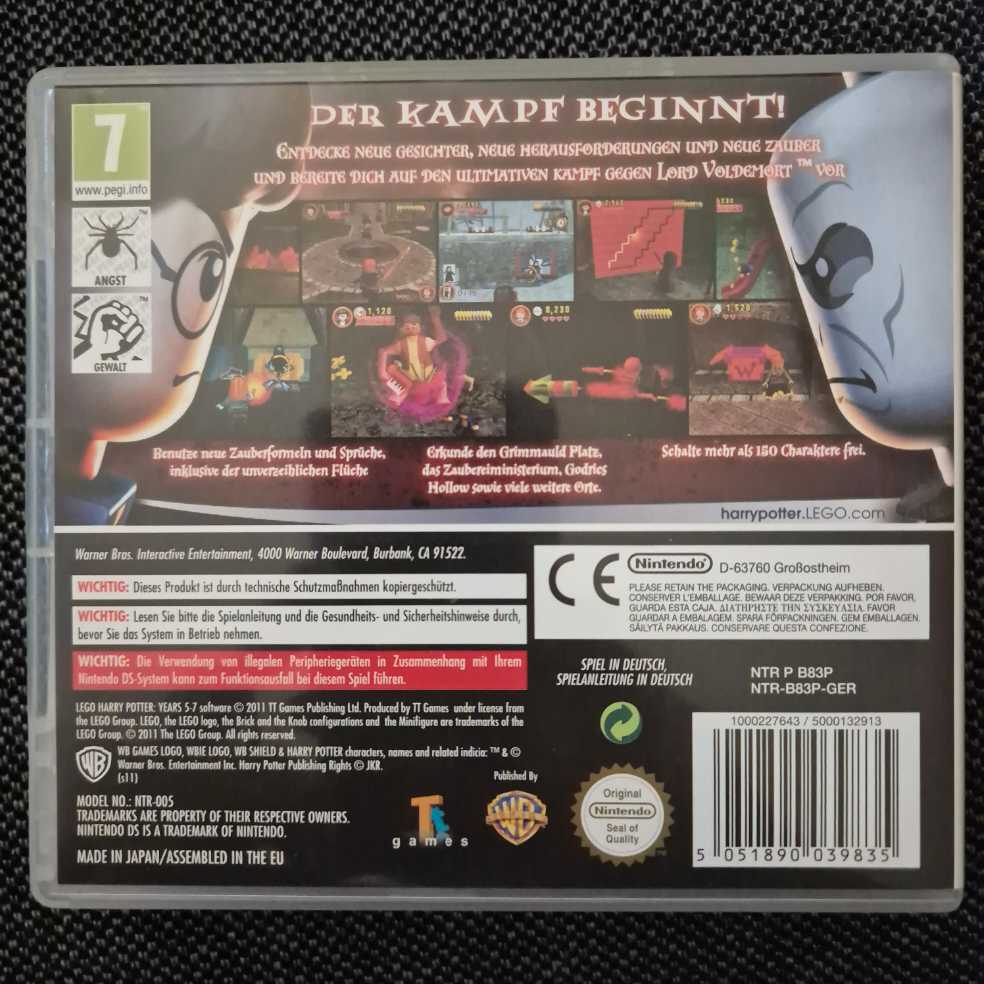 DER KAMPF BEGINNT!
ENTDECKE NEUE GESICHTER, NEUE HERAUSFORDERUNGEN UND NEUE ZAUBER
UND BEREITE DICH AUF DEN ULTIMATIVEN KAMPF GEGEN LORD VOLDEMORT™ VOR
7
www.pegi.info
ANGST
GEWALT
1,120
8,230
1,520
Benutze neue Zauberformeln und Sprüche,
inklusive der unverzeihlichen Flüche
Erkunde den Grimmauld Platz,
das Zaubereiministerium, Godrics
Hollow sowie viele weitere Orte.
Schalte mehr als 150 Charaktere frei.
harrypotter.LEGO.com
Warner Bros. Interactive Entertainment, 4000 Warner Boulevard, Burbank, CA 91522.
WICHTIG: Dieses Produkt ist durch technische Schutzmaßnahmen kopiergeschützt.
WICHTIG: Lesen Sie bitte die Spielanleitung und die Gesundheits- und Sicherheitshinweise durch,
bevor Sie das System in Betrieb nehmen.
WICHTIG: Die Verwendung von illegalen Peripheriegeräten in Zusammenhang mit Ihrem
Nintendo DS-System kann zum Funktionsausfall bei diesem Spiel führen.
CE
Nintendo®
D-63760 Großostheim
PLEASE RETAIN THE PACKAGING. VERPACKUNG AUFHEBEN.
CONSERVER L'EMBALLAGE. BEWAAR DEZE VERPAKKING. POR FAVOR,
GUARDA ESTA CAJA. ΔΙΑΤΗΡΗΣΤΕ ΤΗΝ ΣΥΣΚΕΥΑΣΙΑ. FAVOR
GUARDAR A EMBALAGEM. SPARA FÖRPACKNINGEN. GEM EMBALLAGEN.
SÄILYTÄ PAKKAUS. CONSERVARE QUESTA CONFEZIONE.
SPIEL IN DEUTSCH,
SPIELANLEITUNG IN DEUTSCH
NTR P B83P
NTR-B83P-GER
LEGO HARRY POTTER: YEARS 5-7 software © 2011 TT Games Publishing Ltd. Produced by TT Games under license from
the LEGO Group. LEGO, the LEGO logo, the Brick and the Knob configurations and the Minifigure are trademarks of the
LEGO Group. © 2011 The LEGO Group. All rights reserved.
WB
WB GAMES LOGO, WBIE LOGO, WB SHIELD & HARRY POTTER characters, names and related indicia: ™ & ©
Warner Bros. Entertainment Inc. Harry Potter Publishing Rights © JKR.
(s11)
MODEL NO.: NTR-005
TRADEMARKS ARE PROPERTY OF THEIR RESPECTIVE OWNERS.
NINTENDO DS IS A TRADEMARK OF NINTENDO.
MADE IN JAPAN/ASSEMBLED IN THE EU
TT
games
Published By
WB
Original
Nintendo®
Seal of
Quality
1000227643 / 5000132913
5 051890 039835